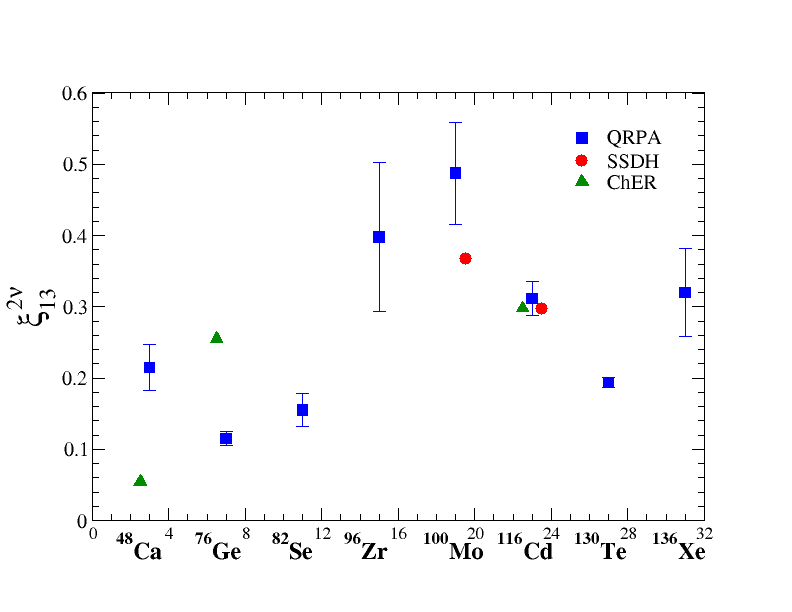 0.6
QRPA
SSDH
ChER
0.5
0.4
0.3
0.2
0.1
0
ξ²ᵛ₁₃
0 4 8 12 16 20 24 28 32
⁴⁸Ca ⁷⁶Ge ⁸²Se ⁹⁶Zr ¹⁰⁰Mo ¹¹⁶Cd ¹³⁰Te ¹³⁶Xe